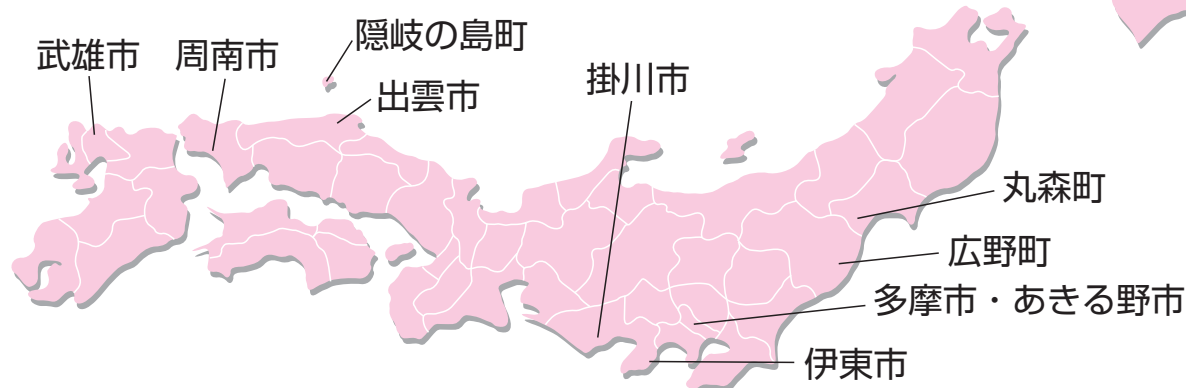 武雄市
周南市
隠岐の島町
出雲市
掛川市
丸森町
広野町
多摩市・あきる野市
伊東市